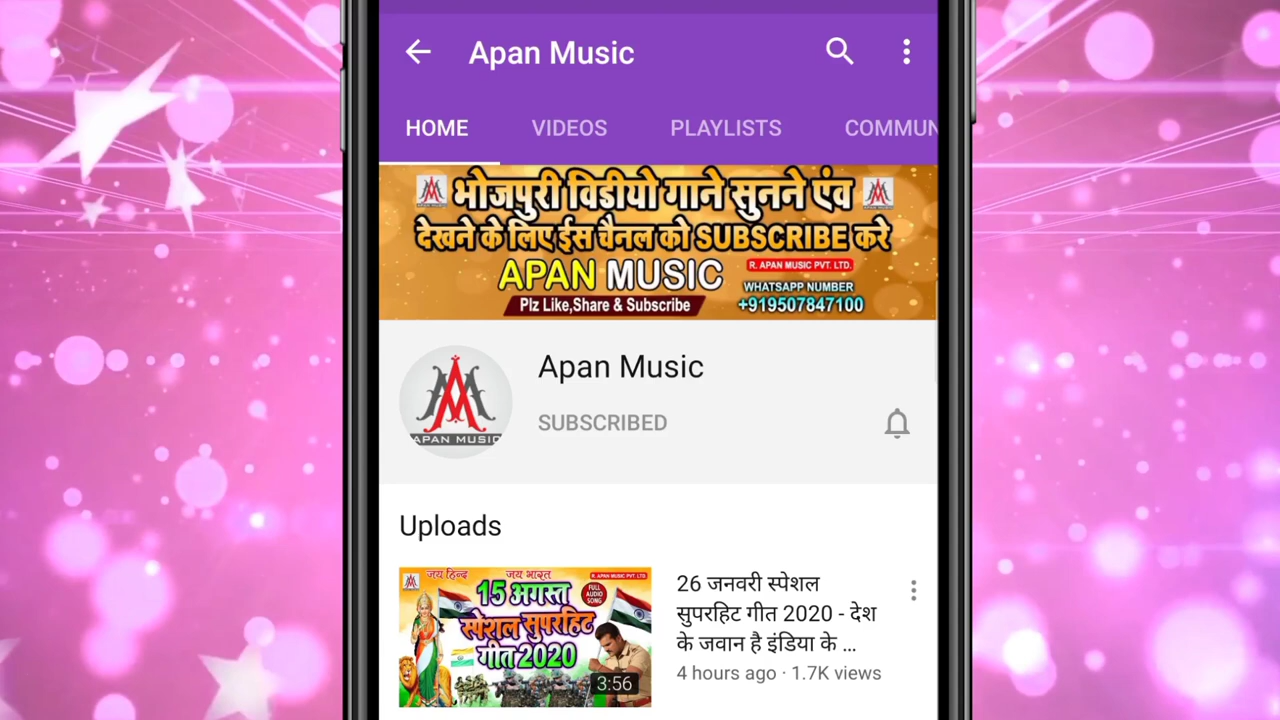 Apan Music
HOME VIDEOS PLAYLISTS COMMUN
भोजपुरी विडीयो गाने सुनने एंव
देखने के लिए ईस चैनल को SUBSCRIBE करे
APAN MUSIC
R. APAN MUSIC PVT. LTD.
WHATSAPP NUMBER
+919507847100
Plz Like,Share & Subscribe
Apan Music
SUBSCRIBED
APAN MUSIC
Uploads
जय हिन्द जय भारत
R. APAN MUSIC PVT. LTD
15 अगस्त
FULL
AUDIO
SONG
स्पेशल सुपरहिट
गीत 2020
3:56
26 जनवरी स्पेशल
सुपरहिट गीत 2020 - देश
के जवान है इंडिया के ...
4 hours ago · 1.7K views